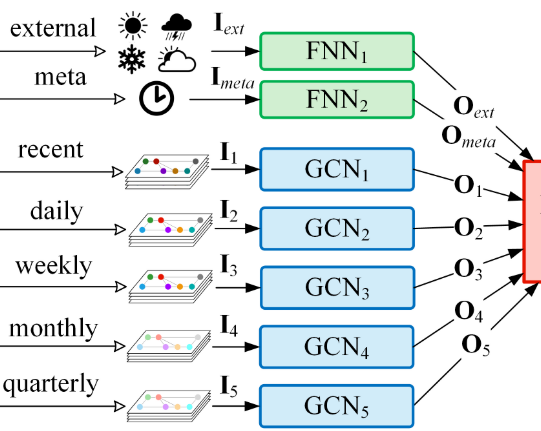 external I_ext FNN_1
meta I_meta FNN_2
O_ext
O_meta
recent I_1 GCN_1 O_1
daily I_2 GCN_2 O_2
weekly I_3 GCN_3 O_3
monthly I_4 GCN_4 O_4
quarterly I_5 GCN_5 O_5